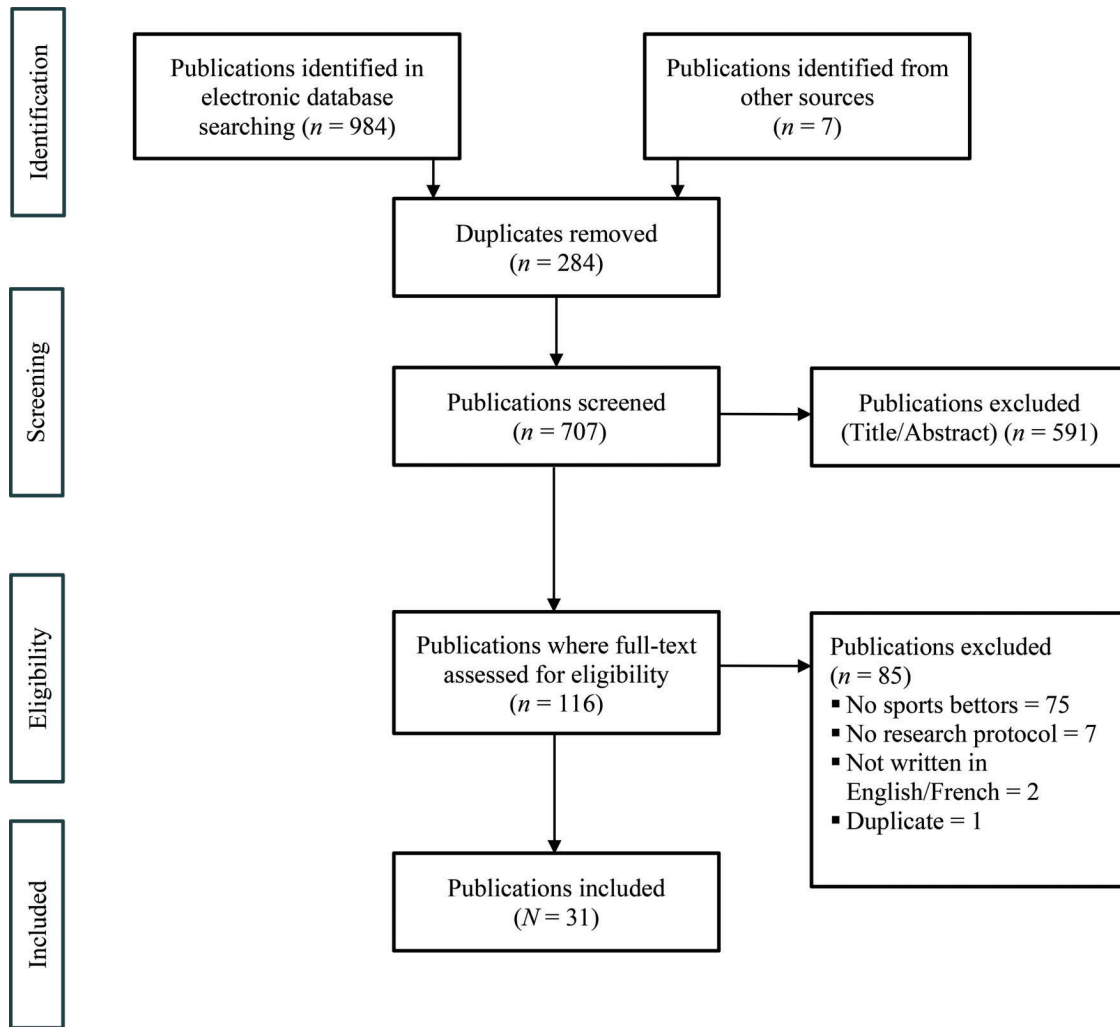 Identification
Publications identified in
electronic database
searching (n = 984)
Publications identified from
other sources
(n = 7)
Duplicates removed
(n = 284)
Screening
Publications screened
(n = 707)
Publications excluded
(Title/Abstract) (n = 591)
Eligibility
Publications where full-text
assessed for eligibility
(n = 116)
Publications excluded
(n = 85)
▪ No sports bettors = 75
▪ No research protocol = 7
▪ Not written in
English/French = 2
▪ Duplicate = 1
Included
Publications included
(N = 31)